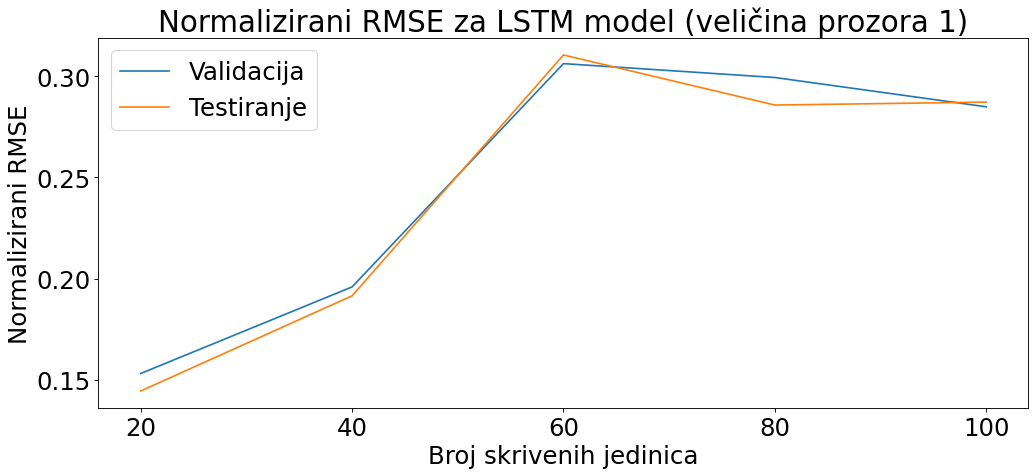 Normalizirani RMSE za LSTM model (veličina prozora 1)
Validacija
Testiranje
Normalizirani RMSE
0.30
0.25
0.20
0.15
20 40 60 80 100
Broj skrivenih jedinica